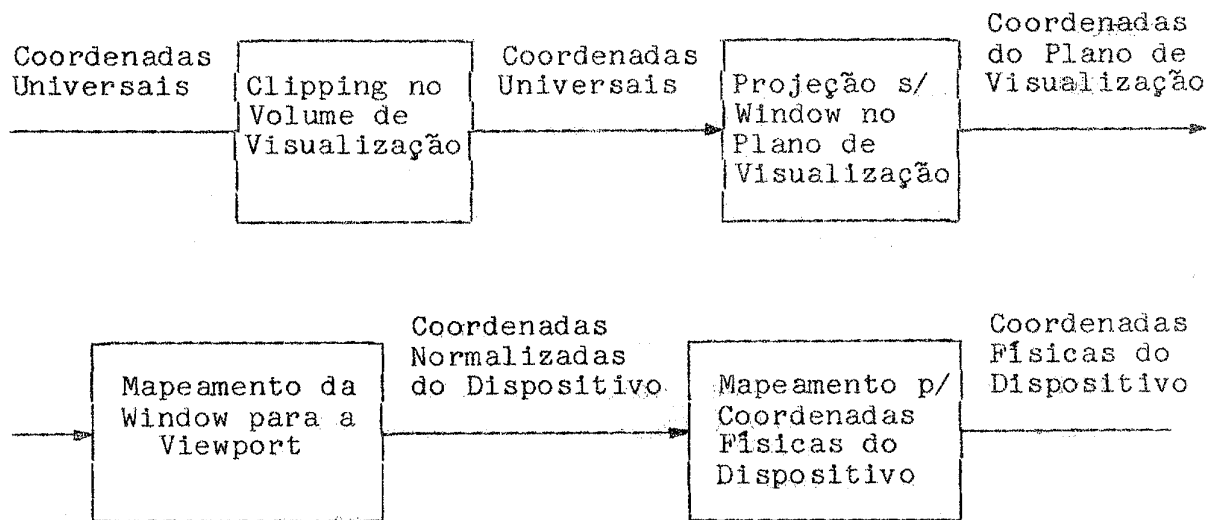 Coordenadas
Universais
Clipping no
Volume de
Visualização
Coordenadas
Universais
Projeção s/
Window no
Plano de
Visualização
Coordenadas
do Plano de
Visualização
Mapeamento da
Window para a
Viewport
Coordenadas
Normalizadas
do Dispositivo
Mapeamento p/
Coordenadas
Físicas do
Dispositivo
Coordenadas
Físicas do
Dispositivo